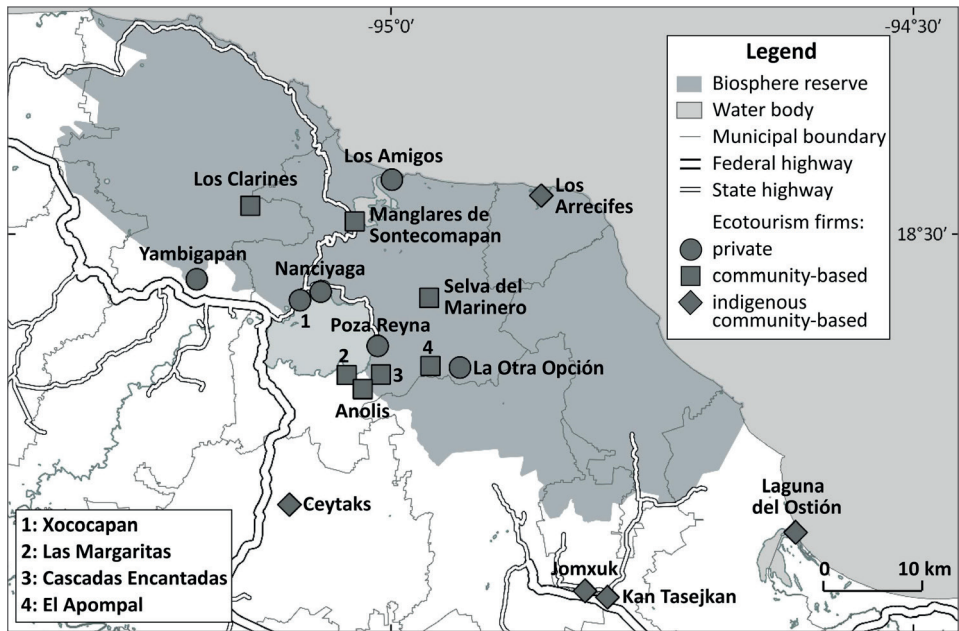 -95°0'
-94°30'
Legend
Biosphere reserve
Water body
Municipal boundary
Federal highway
State highway
Ecotourism firms:
private
community-based
indigenous
community-based
18°30'
Los Amigos
Los Clarines
Los
Arrecifes
Manglares de
Sontecomapan
Yambigapan
Nanciyaga
Selva del
Marinero
1
Poza Reyna
2
3
4
La Otra Opción
Anolis
Ceytaks
Laguna
del Ostión
Jomxuk
Kan Tasejkan
0 10 km
1: Xococapan
2: Las Margaritas
3: Cascadas Encantadas
4: El Apompal